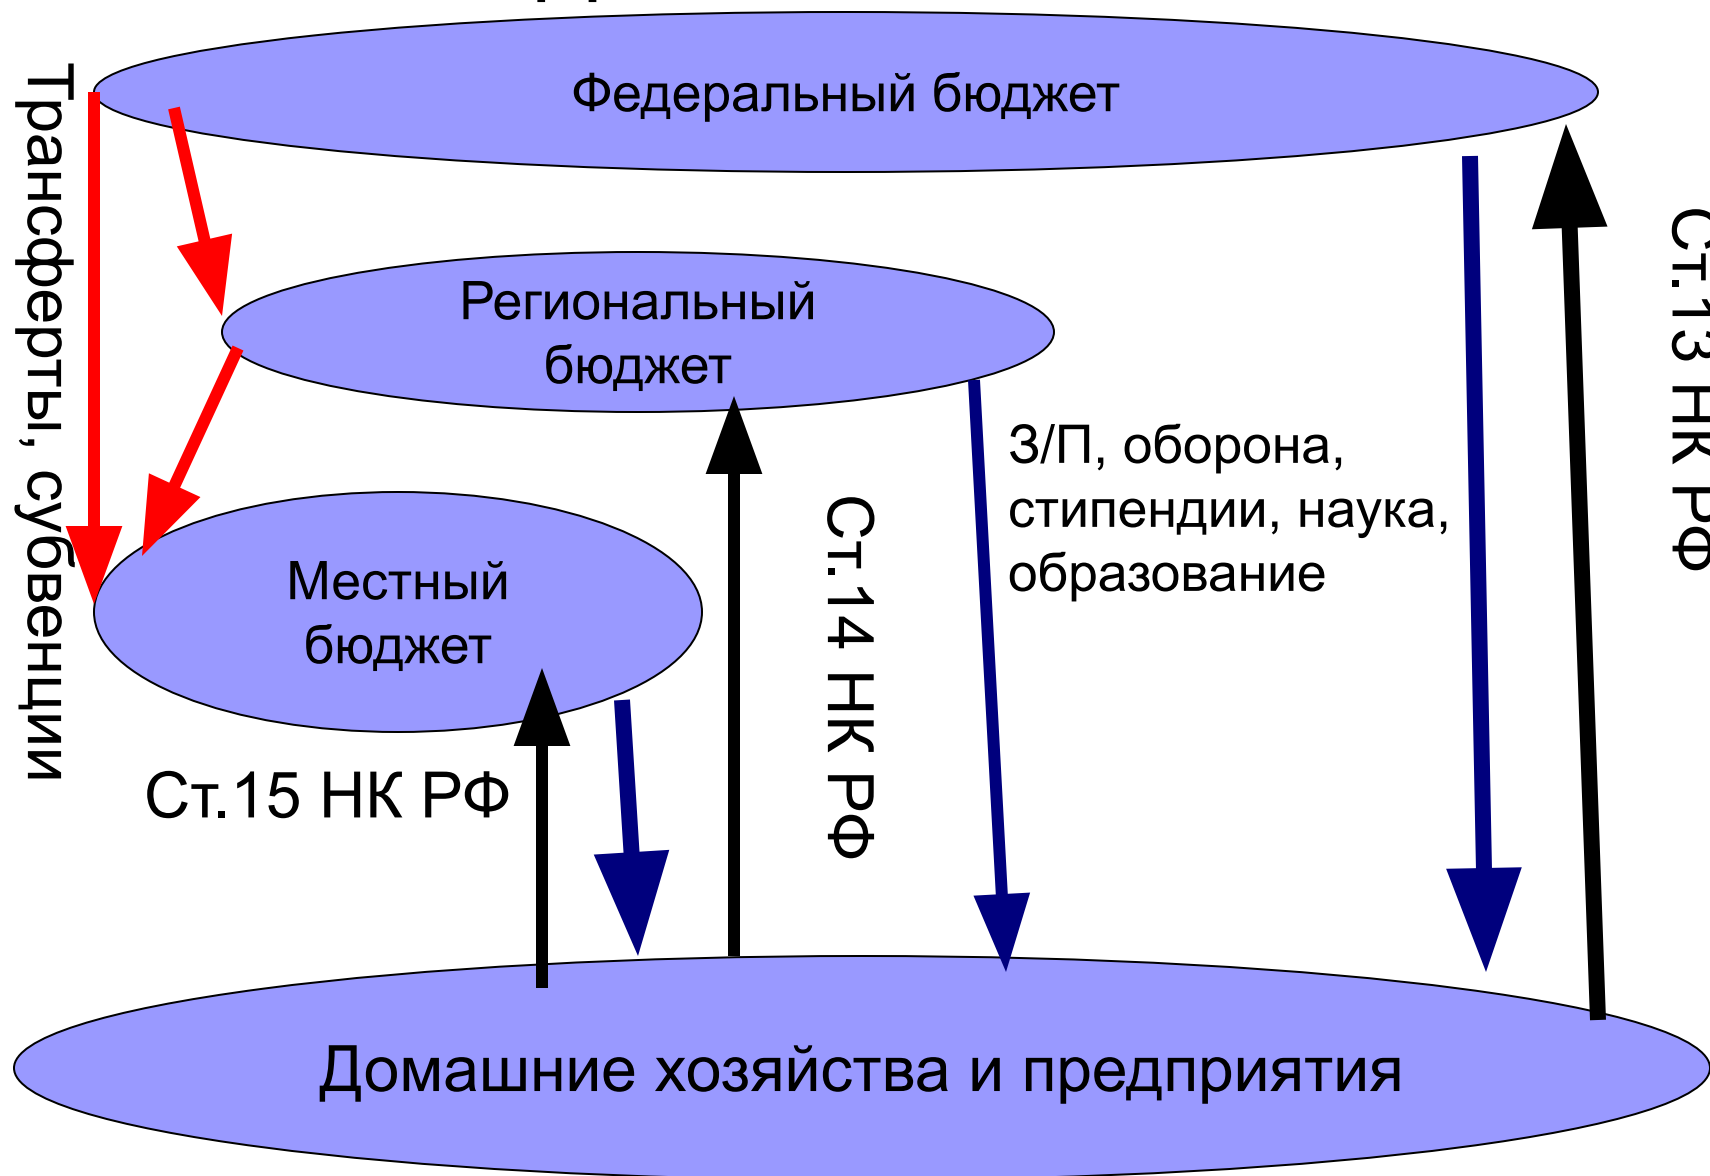 Федеральный бюджет
Трансферты, субвенции
Региональный
бюджет
Ст.13 НК РФ
З/П, оборона,
стипендии, наука,
образование
Ст.14 НК РФ
Местный
бюджет
Ст.15 НК РФ
Домашние хозяйства и предприятия